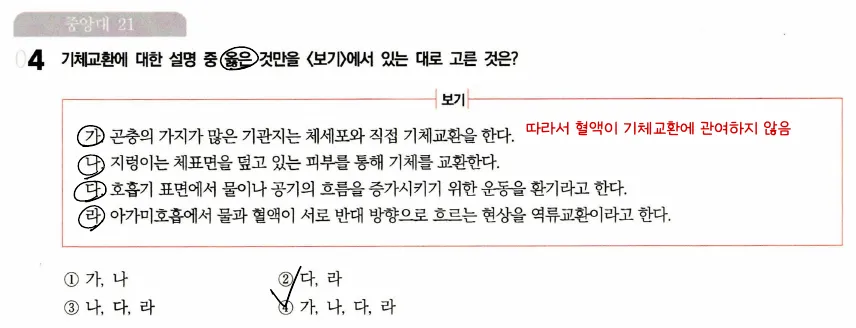 중앙대 21
04 기체교환에 대한 설명 중 옳은 것만을 <보기>에서 있는 대로 고른 것은?
보기
가 곤충의 가지가 많은 기관지는 체세포와 직접 기체교환을 한다. 따라서 혈액이 기체교환에 관여하지 않음
나 지렁이는 체표면을 덮고 있는 피부를 통해 기체를 교환한다.
다 호흡기 표면에서 물이나 공기의 흐름을 증가시키기 위한 운동을 환기라고 한다.
라 아가미호흡에서 물과 혈액이 서로 반대 방향으로 흐르는 현상을 역류교환이라고 한다.
① 가, 나 ② 다, 라
③ 나, 다, 라 ④ 가, 나, 다, 라